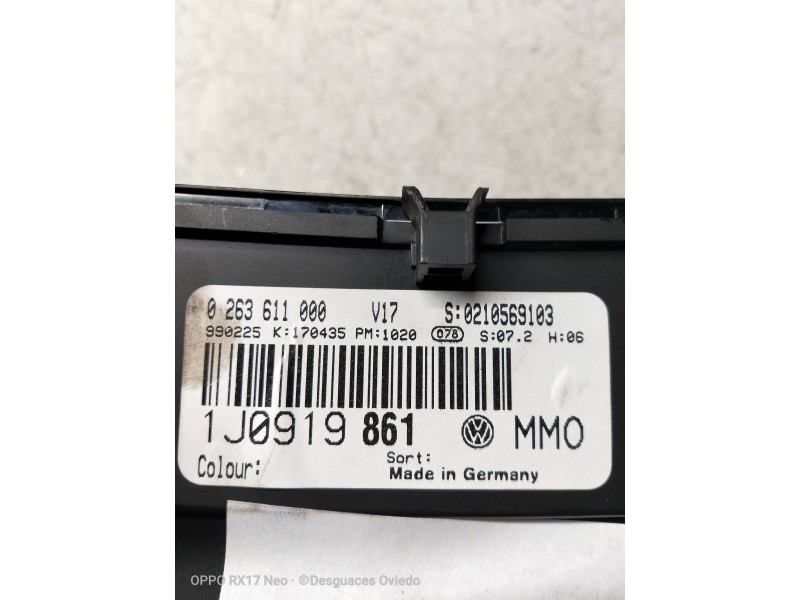 0 263 611 000 V17 S:0210569103
990225 K:170435 PM:1020 078 S:07.2 H:06
1J0919 861 VW MMO
Colour: Sort:
Made in Germany
OPPO RX17 Neo · ©Desguaces Oviedo